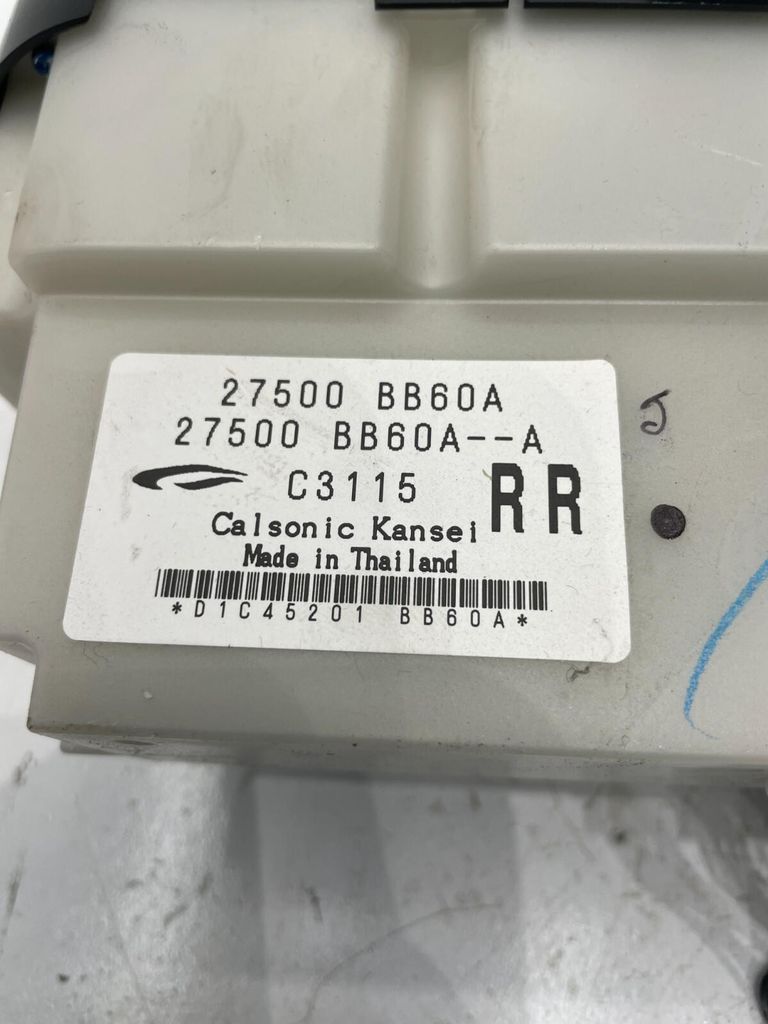 27500 BB60A
27500 BB60A--A
C3115
RR
Calsonic Kansei
Made in Thailand
*D1C45201 BB60A*
J